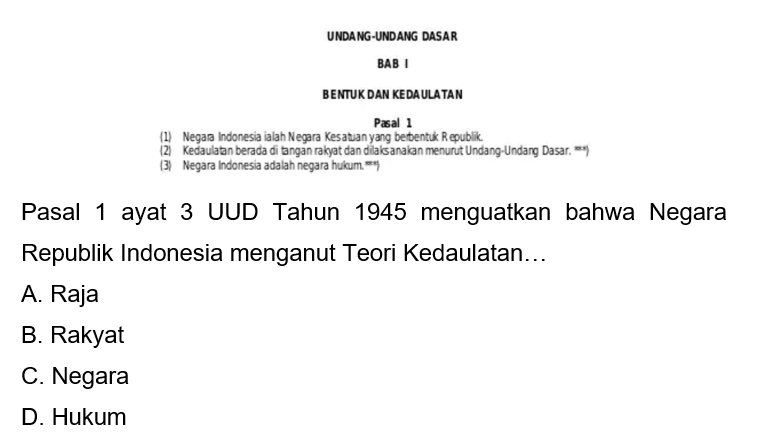 UNDANG-UNDANG DASAR
BAB I
BENTUK DAN KEDAULATAN
Pasal 1
(1) Negara Indonesia ialah Negara Kesatuan yang berbentuk Republik.
(2) Kedaulatan berada di tangan rakyat dan dilaksanakan menurut Undang-Undang Dasar. ***)
(3) Negara Indonesia adalah negara hukum.***)
Pasal 1 ayat 3 UUD Tahun 1945 menguatkan bahwa Negara
Republik Indonesia menganut Teori Kedaulatan...
A. Raja
B. Rakyat
C. Negara
D. Hukum